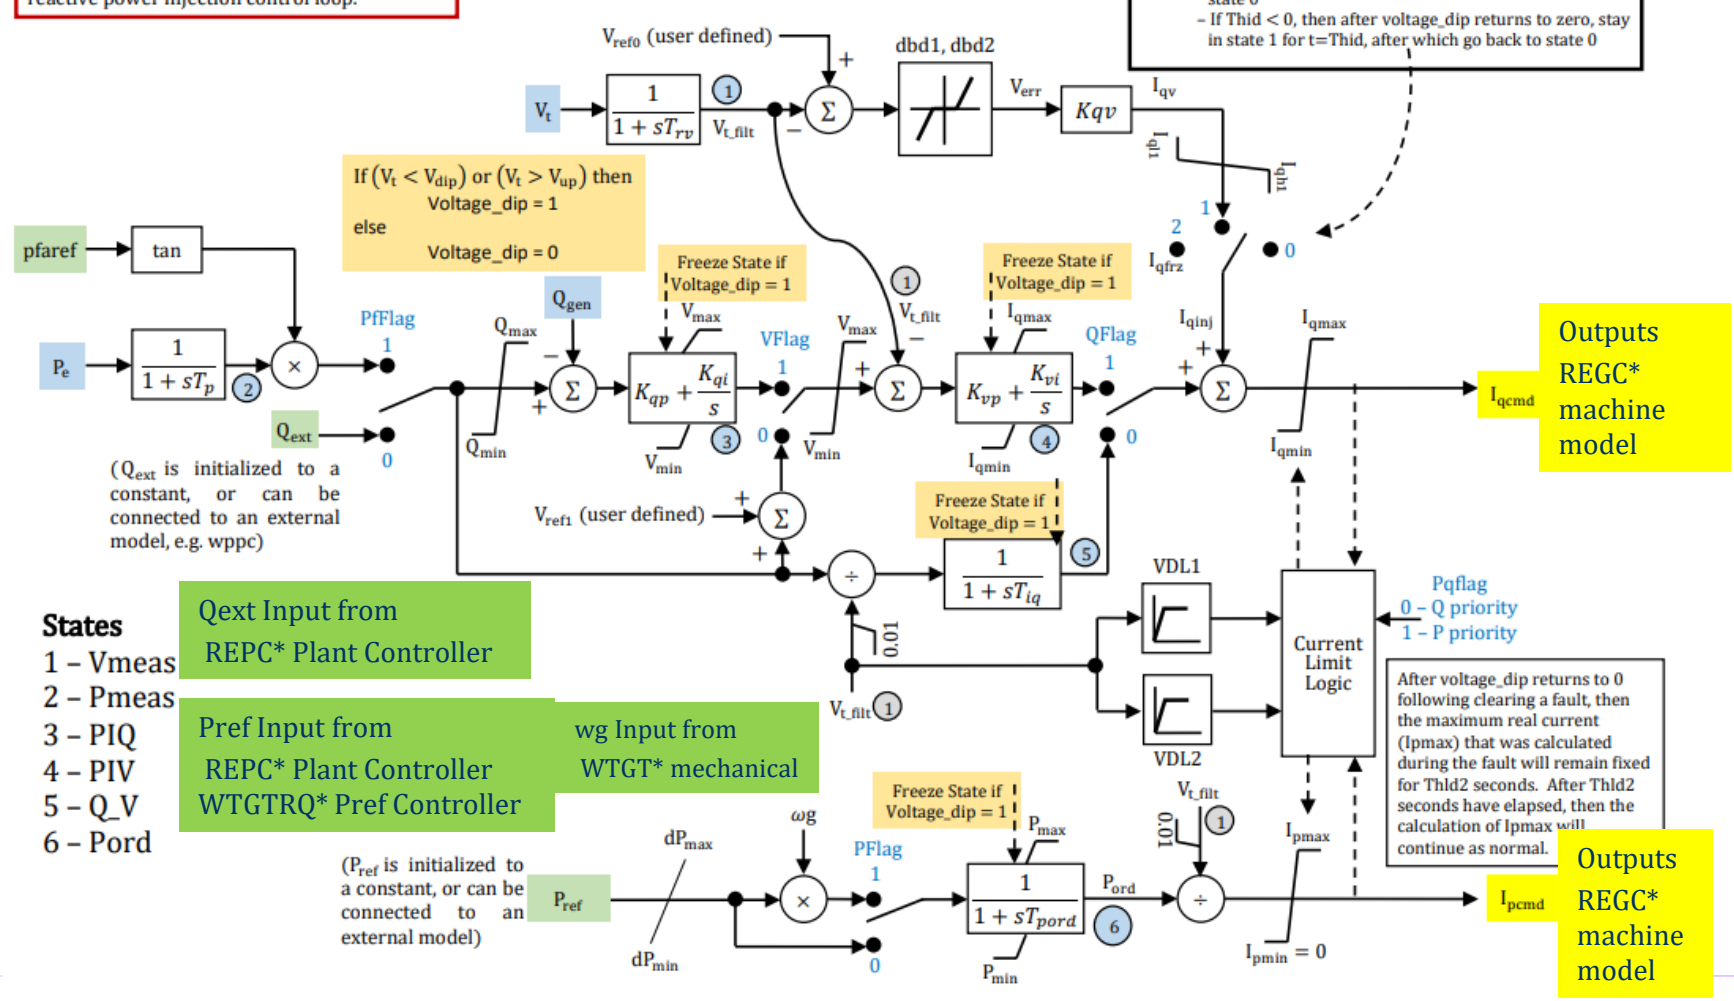 reactive power injection control loop.
state 0
– If Thid < 0, then after voltage_dip returns to zero, stay
in state 1 for t=Thid, after which go back to state 0
Vref0 (user defined)
+
dbd1, dbd2
Vt
1
1 + sTrv
1
Vt_filt
−
Σ
Verr
Kqv
Iqv
Iql1
Iqh1
If (Vt < Vdip) or (Vt > Vup) then
Voltage_dip = 1
else
Voltage_dip = 0
1
2
0
Iqfrz
pfaref
tan
Freeze State if
Voltage_dip = 1
Freeze State if
Voltage_dip = 1
Qgen
1
Vt_filt
PfFlag
1
Qmax
−
Vmax
VFlag
1
Vmax
−
Iqmax
QFlag
1
Iqinj
+
Iqmax
Outputs
REGC*
machine
model
Pe
1
1 + sTp
2
×
Σ
+
Kqp + Kqi
s
3
+
Σ
Kvp + Kvi
s
4
+
Σ
Iqcmd
Qext
0
Qmin
Vmin
0
Vmin
Iqmin
0
Iqmin
(Qext is initialized to a
constant, or can be
connected to an external
model, e.g. wppc)
Vref1 (user defined)
+
Σ
+
Freeze State if
Voltage_dip = 1
÷
1
1 + sTiq
5
0.01
Vt_filt
1
VDL1
VDL2
Current
Limit
Logic
Pqflag
0 – Q priority
1 – P priority
States
1 – Vmeas
2 – Pmeas
3 – PIQ
4 – PIV
5 – Q_V
6 – Pord
Qext Input from
REPC* Plant Controller
Pref Input from
REPC* Plant Controller
WTGTRQ* Pref Controller
wg Input from
WTGT* mechanical
After voltage_dip returns to 0
following clearing a fault, then
the maximum real current
(Ipmax) that was calculated
during the fault will remain fixed
for Thld2 seconds. After Thld2
seconds have elapsed, then the
calculation of Ipmax will
continue as normal.
(Pref is initialized to
a constant, or can be
connected to an
external model)
Pref
dPmax
dPmin
ωg
×
PFlag
1
0
Freeze State if
Voltage_dip = 1
Pmax
1
1 + sTpord
Pmin
Pord
6
Vt_filt
0.01
1
÷
Ipmax
Ipmin = 0
Ipcmd
Outputs
REGC*
machine
model